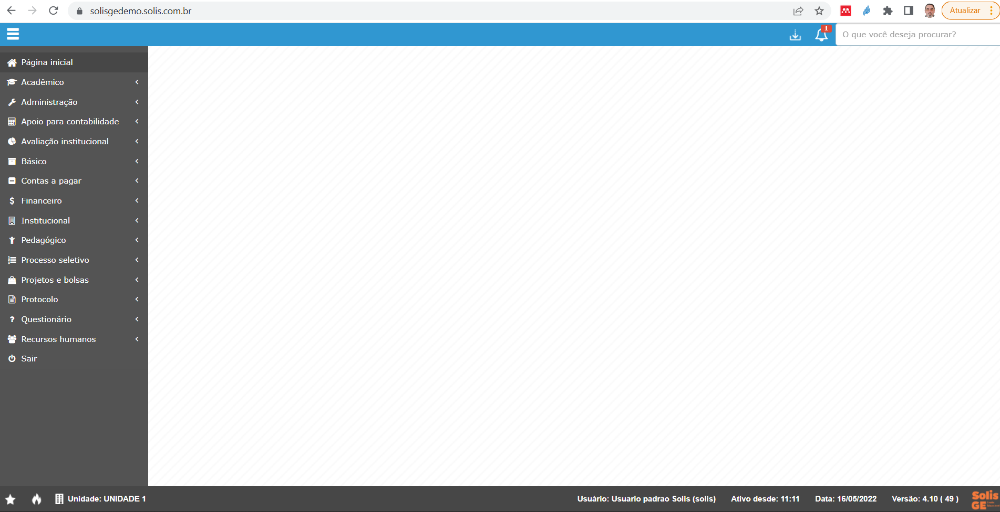 solisgedemo.solis.com.br
Atualizar
1
O que você deseja procurar?
Página inicial
Acadêmico
Administração
Apoio para contabilidade
Avaliação institucional
Básico
Contas a pagar
Financeiro
Institucional
Pedagógico
Processo seletivo
Projetos e bolsas
Protocolo
Questionário
Recursos humanos
Sair
Unidade: UNIDADE 1
Usuário: Usuario padrao Solis (solis)
Ativo desde: 11:11
Data: 16/05/2022
Versão: 4.10 ( 49 )
Solis
GE